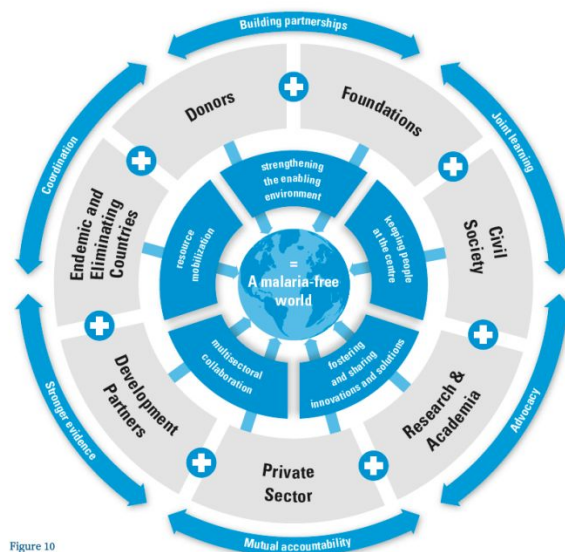 Building partnerships
Joint learning
Advocacy
Mutual accountability
Stronger evidence
Coordination
Donors
Foundations
Civil
Society
Research &
Academia
Private
Sector
Development
Partners
Endemic and
Eliminating
Countries
strengthening
the enabling
environment
keeping people
at the centre
fostering
and sharing
innovations and solutions
multisectoral
collaboration
resource
mobilization
=
A malaria-free
world
Figure 10